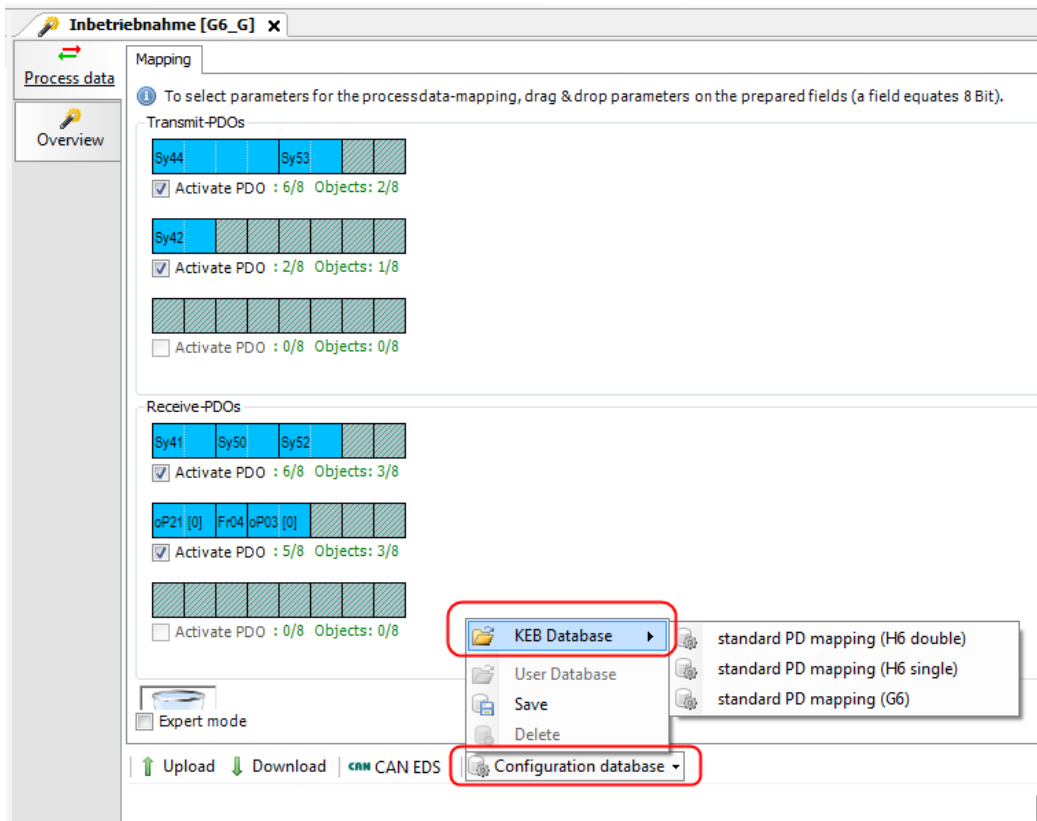 Inbetriebnahme [G6_G] x
Process data
Overview
Mapping
To select parameters for the processdata-mapping, drag & drop parameters on the prepared fields (a field equates 8 Bit).
Transmit-PDOs
Sy44 Sy53
Activate PDO : 6/8 Objects: 2/8
Sy42
Activate PDO : 2/8 Objects: 1/8
Activate PDO : 0/8 Objects: 0/8
Receive-PDOs
Sy41 Sy50 Sy52
Activate PDO : 6/8 Objects: 3/8
oP21 [0] Fr04 oP03 [0]
Activate PDO : 5/8 Objects: 3/8
Activate PDO : 0/8 Objects: 0/8
KEB Database
User Database
Save
Delete
standard PD mapping (H6 double)
standard PD mapping (H6 single)
standard PD mapping (G6)
Expert mode
Upload Download CAN CAN EDS Configuration database